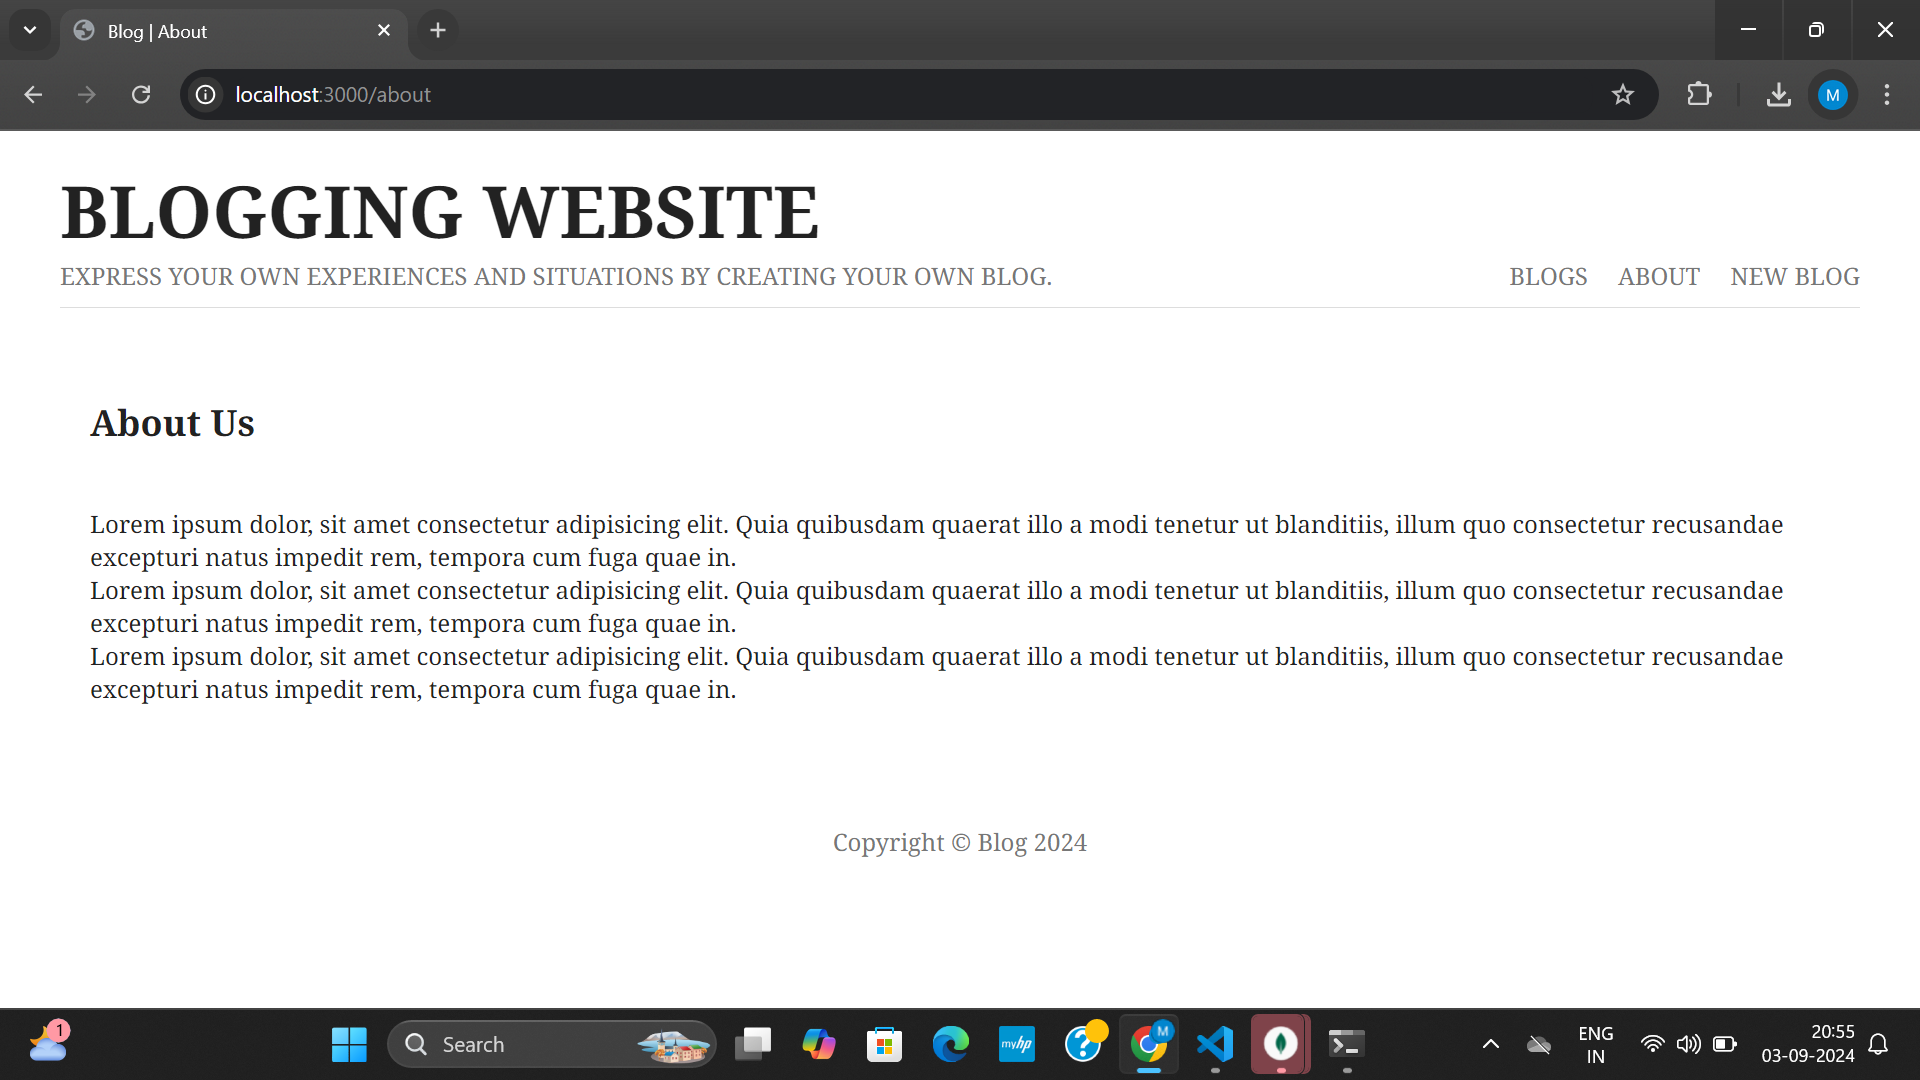 Blog | About
localhost:3000/about
M
BLOGGING WEBSITE
EXPRESS YOUR OWN EXPERIENCES AND SITUATIONS BY CREATING YOUR OWN BLOG.
BLOGS ABOUT NEW BLOG
About Us
Lorem ipsum dolor, sit amet consectetur adipisicing elit. Quia quibusdam quaerat illo a modi tenetur ut blanditiis, illum quo consectetur recusandae
excepturi natus impedit rem, tempora cum fuga quae in.
Lorem ipsum dolor, sit amet consectetur adipisicing elit. Quia quibusdam quaerat illo a modi tenetur ut blanditiis, illum quo consectetur recusandae
excepturi natus impedit rem, tempora cum fuga quae in.
Lorem ipsum dolor, sit amet consectetur adipisicing elit. Quia quibusdam quaerat illo a modi tenetur ut blanditiis, illum quo consectetur recusandae
excepturi natus impedit rem, tempora cum fuga quae in.
Copyright © Blog 2024
1
Search
myhp
?
M
ENG
IN
20:55
03-09-2024